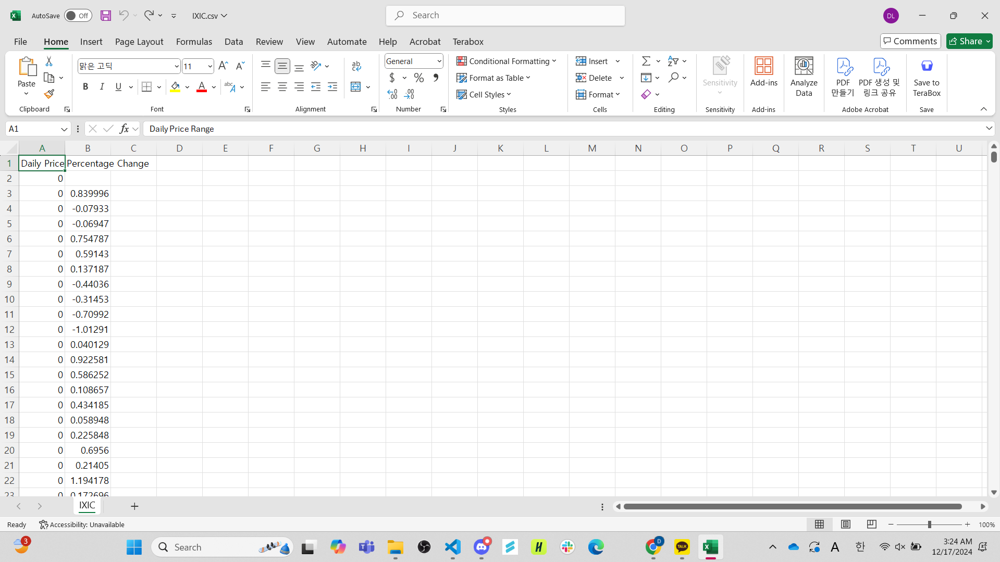 AutoSave Off IXIC.csv Search DL
File Home Insert Page Layout Formulas Data Review View Automate Help Acrobat Terabox Comments Share
Paste
맑은 고딕 11 A A
B I U A abc A
ab c
General
$ % 9
.00 .00
Conditional Formatting
Format as Table
Cell Styles
Insert
Delete
Format
Sensitivity
Add-ins
Analyze
Data
PDF
만들기
PDF 생성 및
링크 공유
Save to
TeraBox
Clipboard Font Alignment Number Styles Cells Editing Sensitivity Add-ins Adobe Acrobat Save
A1 fx Daily Price Range
A B C D E F G H I J K L M N O P Q R S T U
1 Daily Price Percentage Change
2 0
3 0 0.839996
4 0 -0.07933
5 0 -0.06947
6 0 0.754787
7 0 0.59143
8 0 0.137187
9 0 -0.44036
10 0 -0.31453
11 0 -0.70992
12 0 -1.01291
13 0 0.040129
14 0 0.922581
15 0 0.586252
16 0 0.108657
17 0 0.434185
18 0 0.058948
19 0 0.225848
20 0 0.6956
21 0 0.21405
22 0 1.194178
23 0 0.172696
IXIC
Ready Accessibility: Unavailable 100%
3 Search D TALK A 한 3:24 AM
12/17/2024